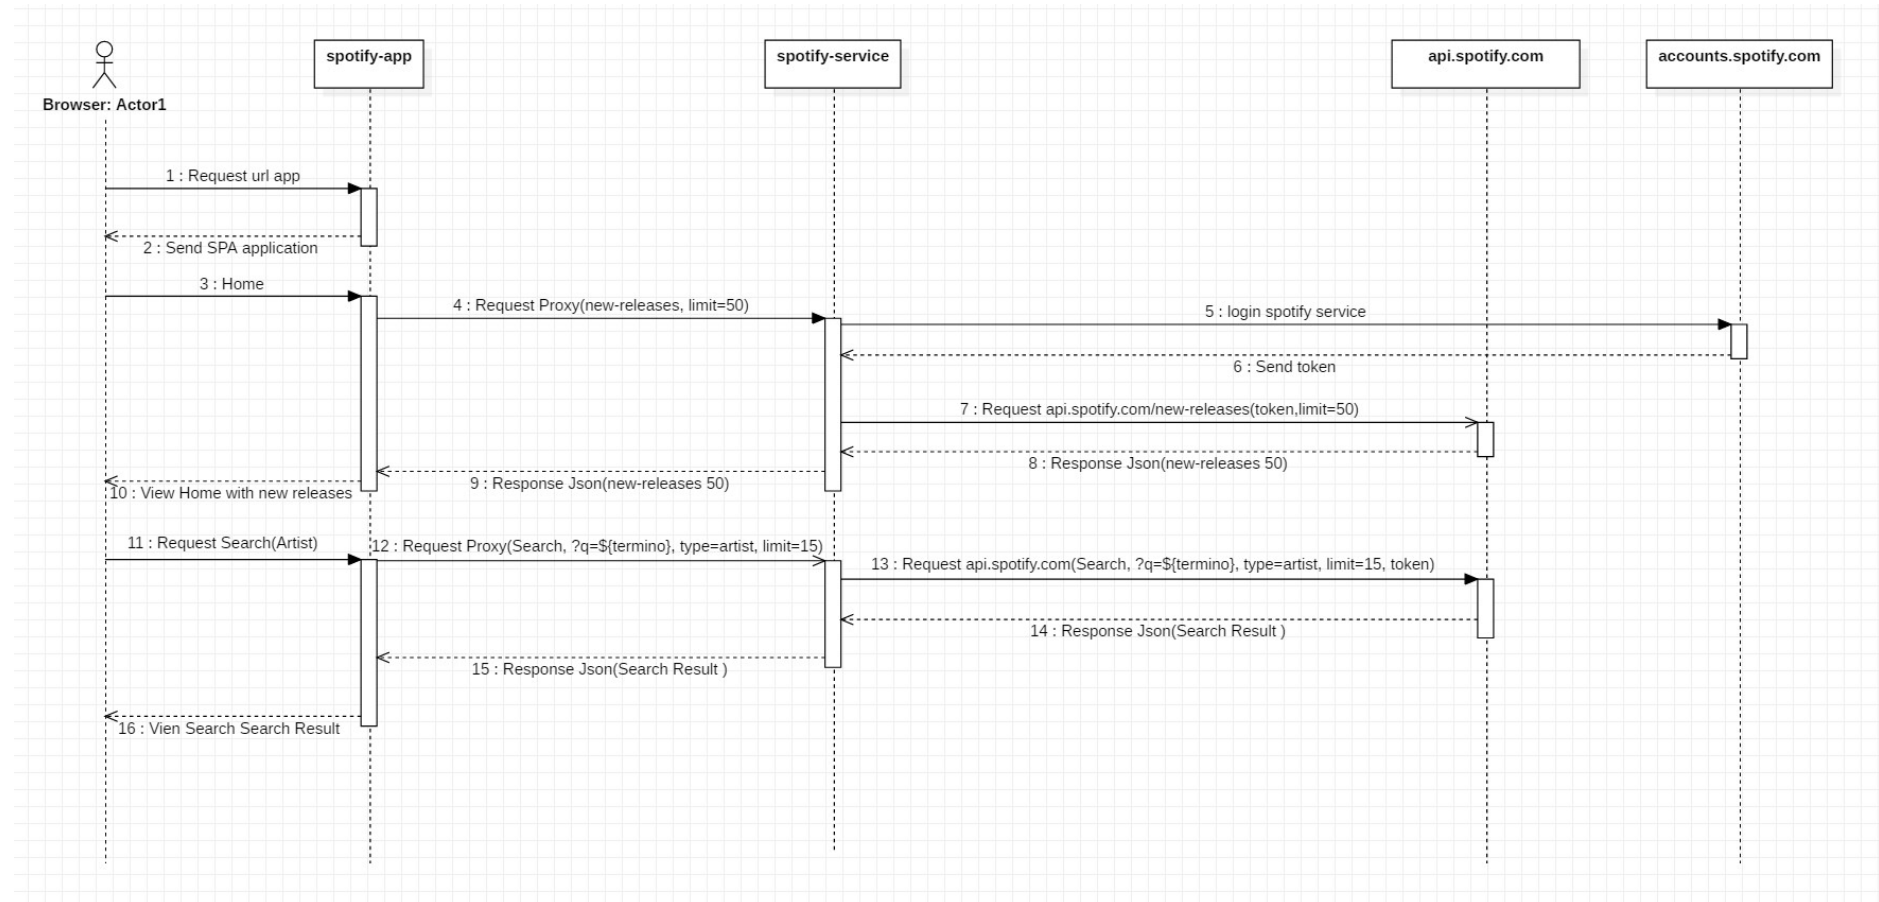 spotify-app
spotify-service
api.spotify.com
accounts.spotify.com
Browser: Actor1
1 : Request url app
2 : Send SPA application
3 : Home
4 : Request Proxy(new-releases, limit=50)
5 : login spotify service
6 : Send token
7 : Request api.spotify.com/new-releases(token,limit=50)
8 : Response Json(new-releases 50)
9 : Response Json(new-releases 50)
10 : View Home with new releases
11 : Request Search(Artist)
12 : Request Proxy(Search, ?q=${termino}, type=artist, limit=15)
13 : Request api.spotify.com(Search, ?q=${termino}, type=artist, limit=15, token)
14 : Response Json(Search Result )
15 : Response Json(Search Result )
16 : Vien Search Search Result